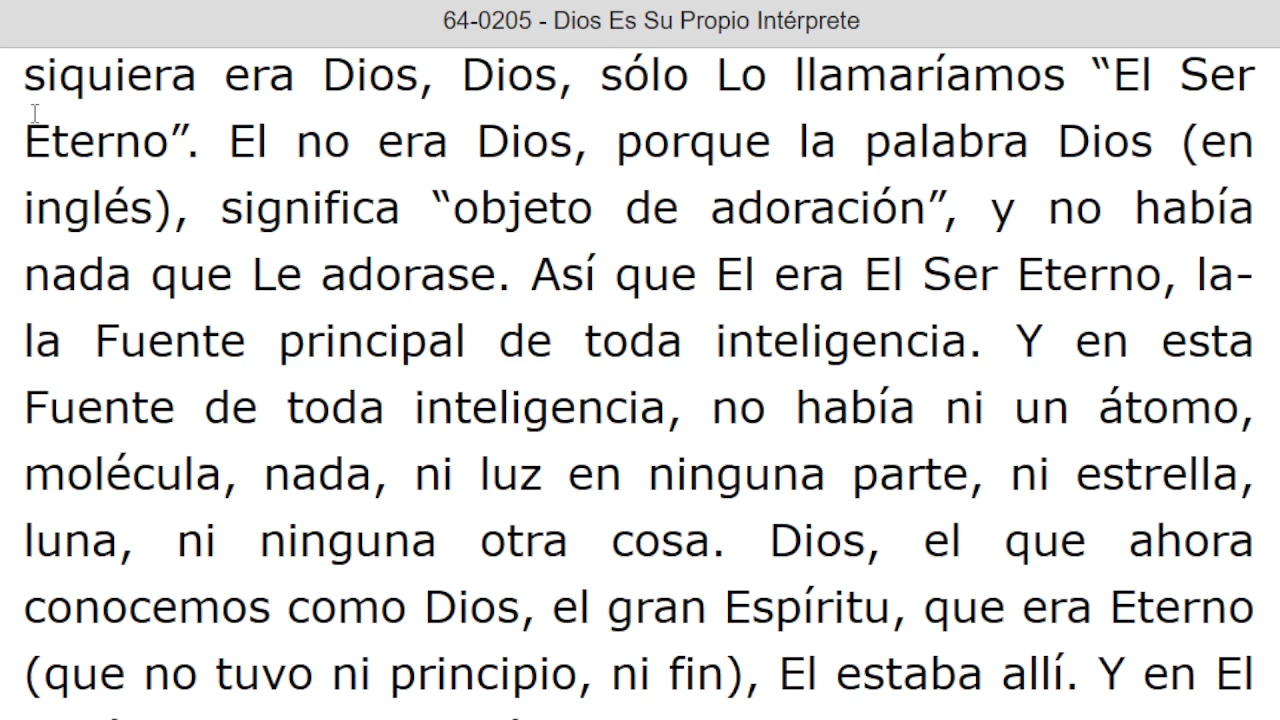 64-0205 - Dios Es Su Propio Intérprete
siquiera era Dios, Dios, sólo Lo llamaríamos “El Ser
Eterno”. El no era Dios, porque la palabra Dios (en
inglés), significa “objeto de adoración”, y no había
nada que Le adorase. Así que El era El Ser Eterno, la-
la Fuente principal de toda inteligencia. Y en esta
Fuente de toda inteligencia, no había ni un átomo,
molécula, nada, ni luz en ninguna parte, ni estrella,
luna, ni ninguna otra cosa. Dios, el que ahora
conocemos como Dios, el gran Espíritu, que era Eterno
(que no tuvo ni principio, ni fin), El estaba allí. Y en El